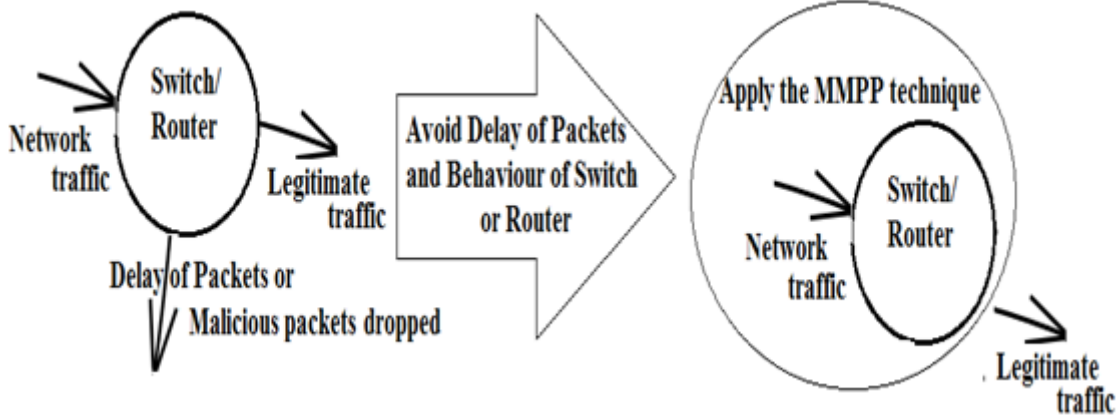 Switch/
Router
Network
traffic
Legitimate
traffic
Delay of Packets or
Malicious packets dropped
Avoid Delay of Packets
and Behaviour of Switch
or Router
Apply the MMPP technique
Switch/
Router
Network
traffic
Legitimate
traffic